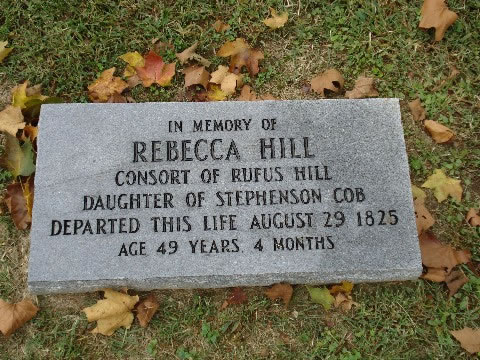 IN MEMORY OF
REBECCA HILL
CONSORT OF RUFUS HILL
DAUGHTER OF STEPHENSON COB
DEPARTED THIS LIFE AUGUST 29 1825
AGE 49 YEARS 4 MONTHS